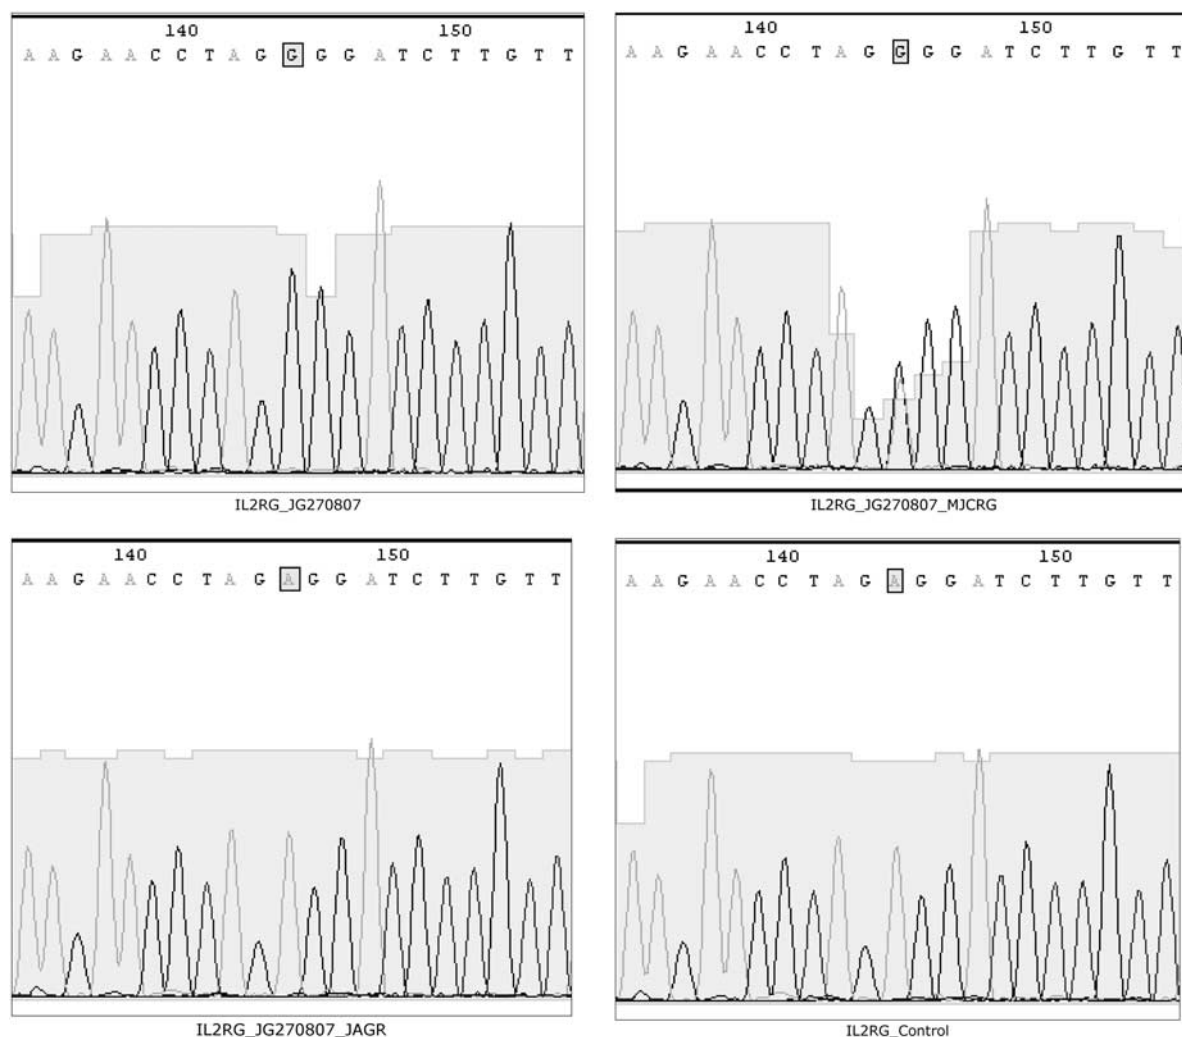 140 150
A A G A A C C T A G G G G A T C T T G T T
IL2RG_JG270807
140 150
A A G A A C C T A G G G G A T C T T G T T
IL2RG_JG270807_MJCRG
140 150
A A G A A C C T A G A G G A T C T T G T T
IL2RG_JG270807_JAGR
140 150
A A G A A C C T A G A G G A T C T T G T T
IL2RG_Control